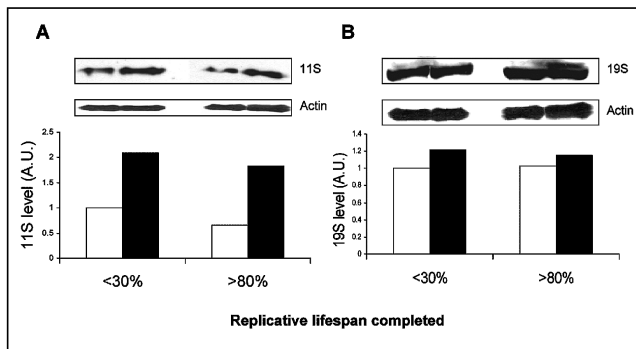 A
11S
Actin
11S level (A.U.)
2.5
2
1.5
1
0.5
0
<30%
>80%
B
19S
Actin
19S level (A.U.)
1.4
1.2
1
0.8
0.6
0.4
0.2
0
<30%
>80%
Replicative lifespan completed